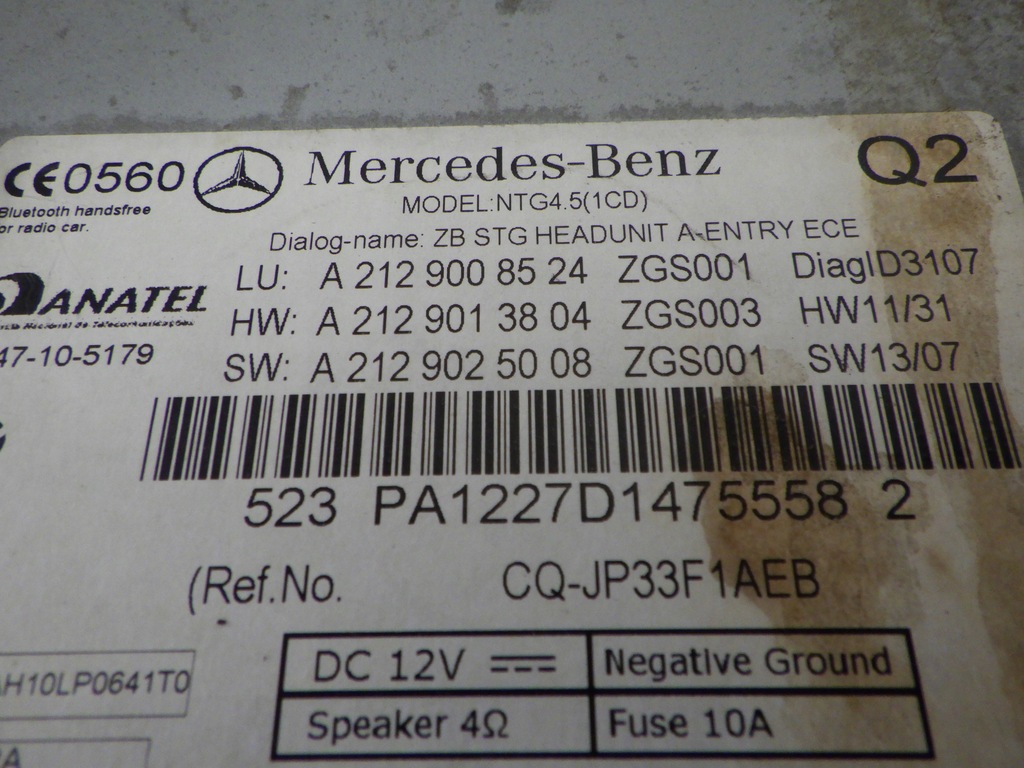 CE0560 Mercedes-Benz Q2
MODEL:NTG4.5(1CD)
Bluetooth handsfree
or radio car.
Dialog-name: ZB STG HEADUNIT A-ENTRY ECE
LU: A 212 900 85 24 ZGS001 DiagID3107
ANATEL
HW: A 212 901 38 04 ZGS003 HW11/31
Nacional de Telecomunicações
47-10-5179
SW: A 212 902 50 08 ZGS001 SW13/07
523 PA1227D1475558 2
(Ref.No. CQ-JP33F1AEB
DC 12V Negative Ground
AH10LP0641T0
Speaker 4Ω Fuse 10A